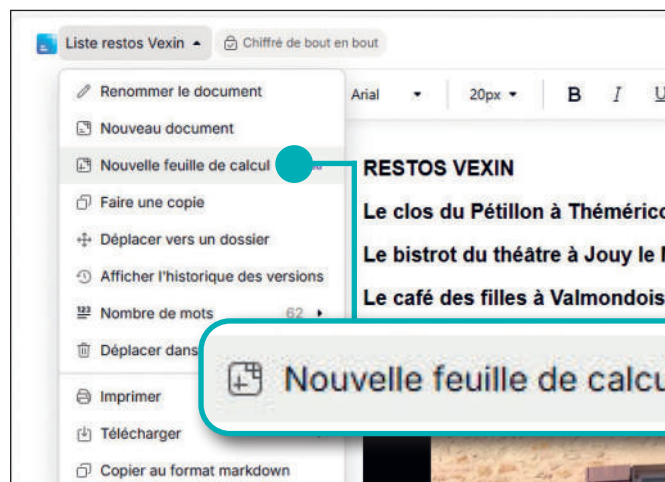 Liste restos Vexin
Chiffré de bout en bout
Renommer le document
Arial
20px
B
I
U
Nouveau document
Nouvelle feuille de calcul
RESTOS VEXIN
Faire une copie
Le clos du Pétillon à Théméric
Déplacer vers un dossier
Le bistrot du théâtre à Jouy le
Afficher l'historique des versions
Le café des filles à Valmondois
Nombre de mots
62
Déplacer dans
Nouvelle feuille de calcu
Imprimer
Télécharger
Copier au format markdown